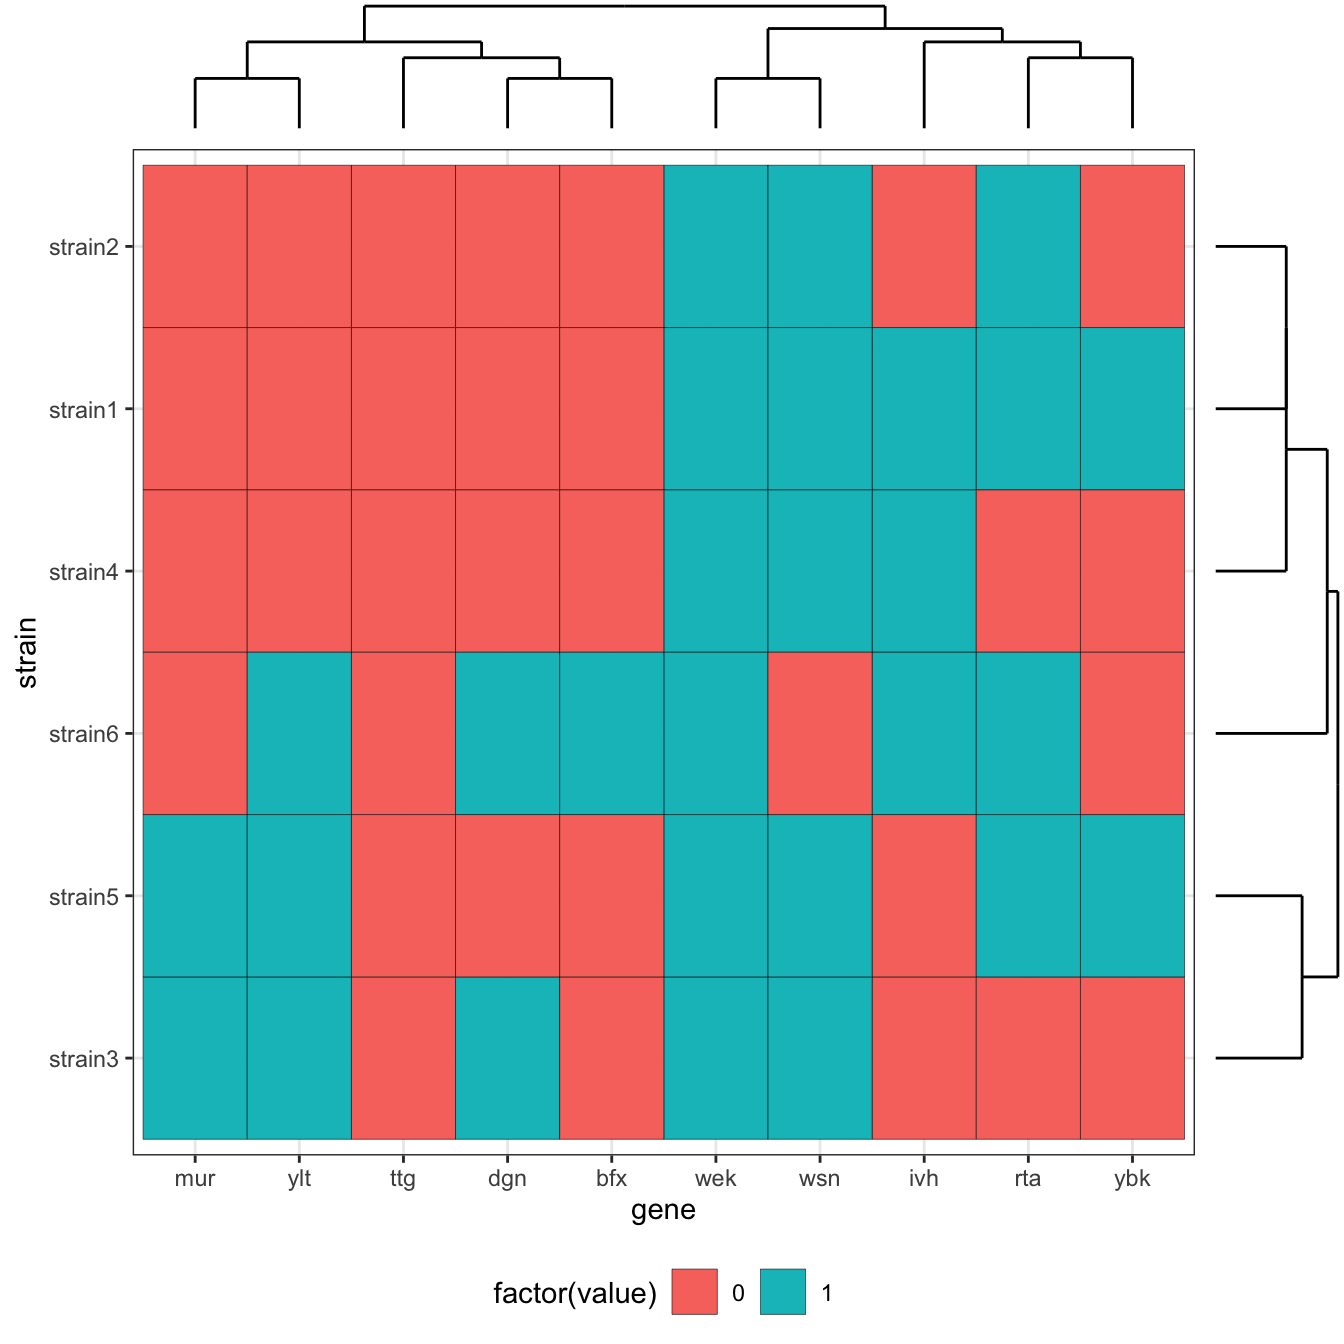 strain2
strain1
strain4
strain6
strain5
strain3
strain
mur ylt ttg dgn bfx wek wsn ivh rta ybk
gene
factor(value) 0 1